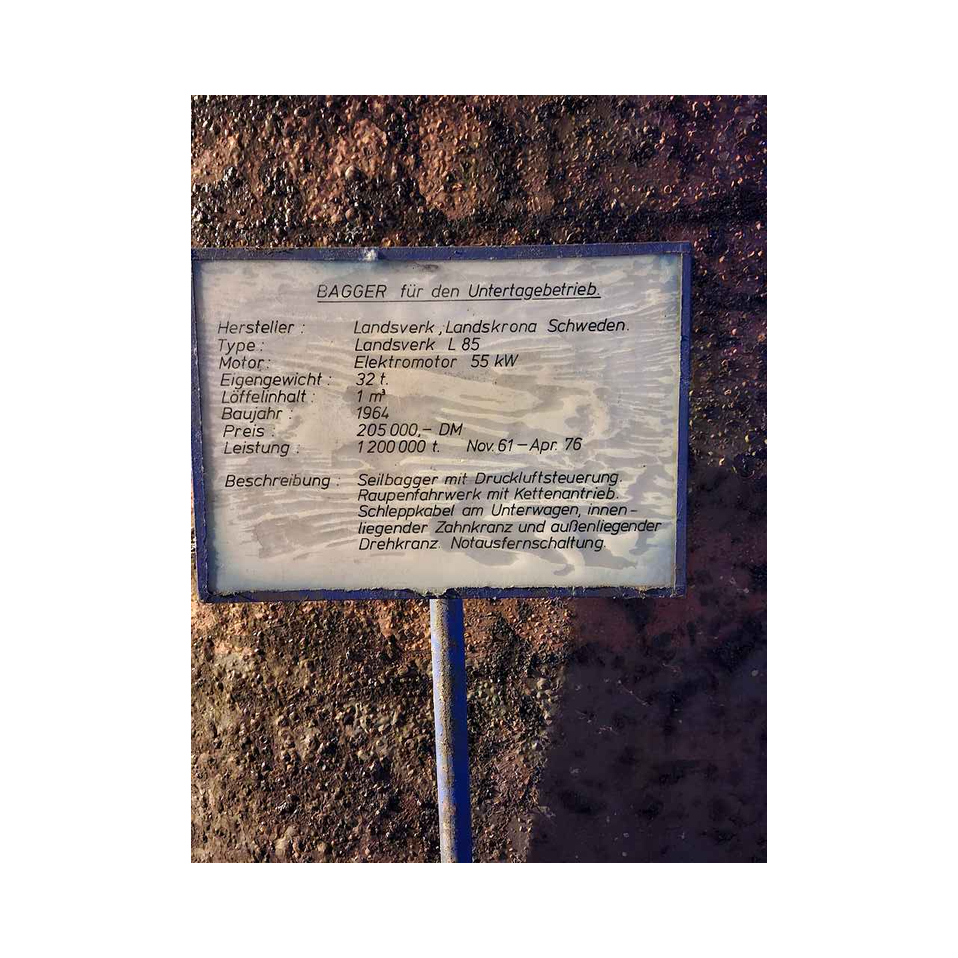 BAGGER für den Untertagebetrieb.
Hersteller : Landsverk, Landskrona Schweden.
Type : Landsverk L 85
Motor : Elektromotor 55 kW
Eigengewicht : 32 t.
Löffelinhalt : 1 m³
Baujahr : 1964
Preis : 205 000,– DM
Leistung : 1 200 000 t. Nov. 61 – Apr. 76
Beschreibung : Seilbagger mit Druckluftsteuerung.
Raupenfahrwerk mit Kettenantrieb.
Schleppkabel am Unterwagen, innen-
liegender Zahnkranz und außenliegender
Drehkranz. Notausfernschaltung.